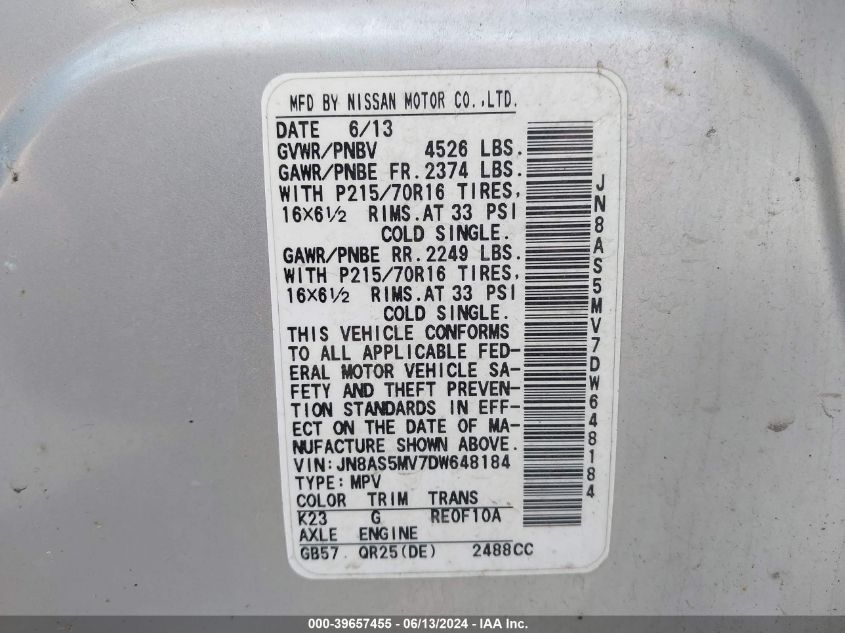 MFD BY NISSAN MOTOR CO.,LTD.
DATE 6/13
GVWR/PNBV 4526 LBS.
GAWR/PNBE FR.2374 LBS.
WITH P215/70R16 TIRES,
16X6½ RIMS.AT 33 PSI
COLD SINGLE.
GAWR/PNBE RR.2249 LBS.
WITH P215/70R16 TIRES,
16X6½ RIMS.AT 33 PSI
COLD SINGLE.
THIS VEHICLE CONFORMS
TO ALL APPLICABLE FED-
ERAL MOTOR VEHICLE SA-
FETY AND THEFT PREVEN-
TION STANDARDS IN EFF-
ECT ON THE DATE OF MA-
NUFACTURE SHOWN ABOVE.
VIN:JN8AS5MV7DW648184
TYPE:MPV
COLOR TRIM TRANS
K23 G RE0F10A
AXLE ENGINE
GB57 QR25(DE) 2488CC
JN8AS5MV7DW648184
000-39657455 - 06/13/2024 - IAA Inc.